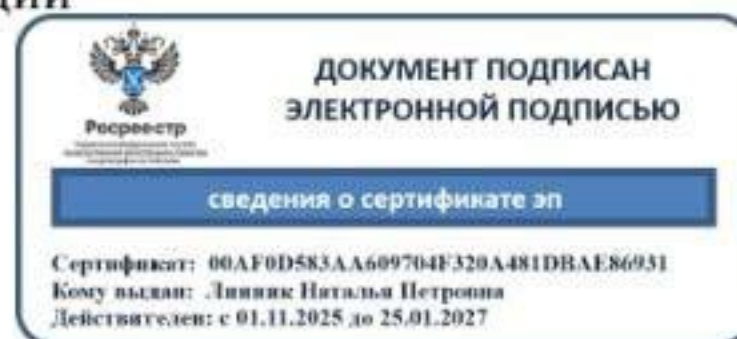 ДОКУМЕНТ ПОДПИСАН
ЭЛЕКТРОННОЙ ПОДПИСЬЮ
Росреестр
сведения о сертификате эп
Сертификат: 00AF0D583AA609704F320A481DBAE86931
Кому выдан: Линник Наталья Петровна
Действителен: с 01.11.2025 до 25.01.2027